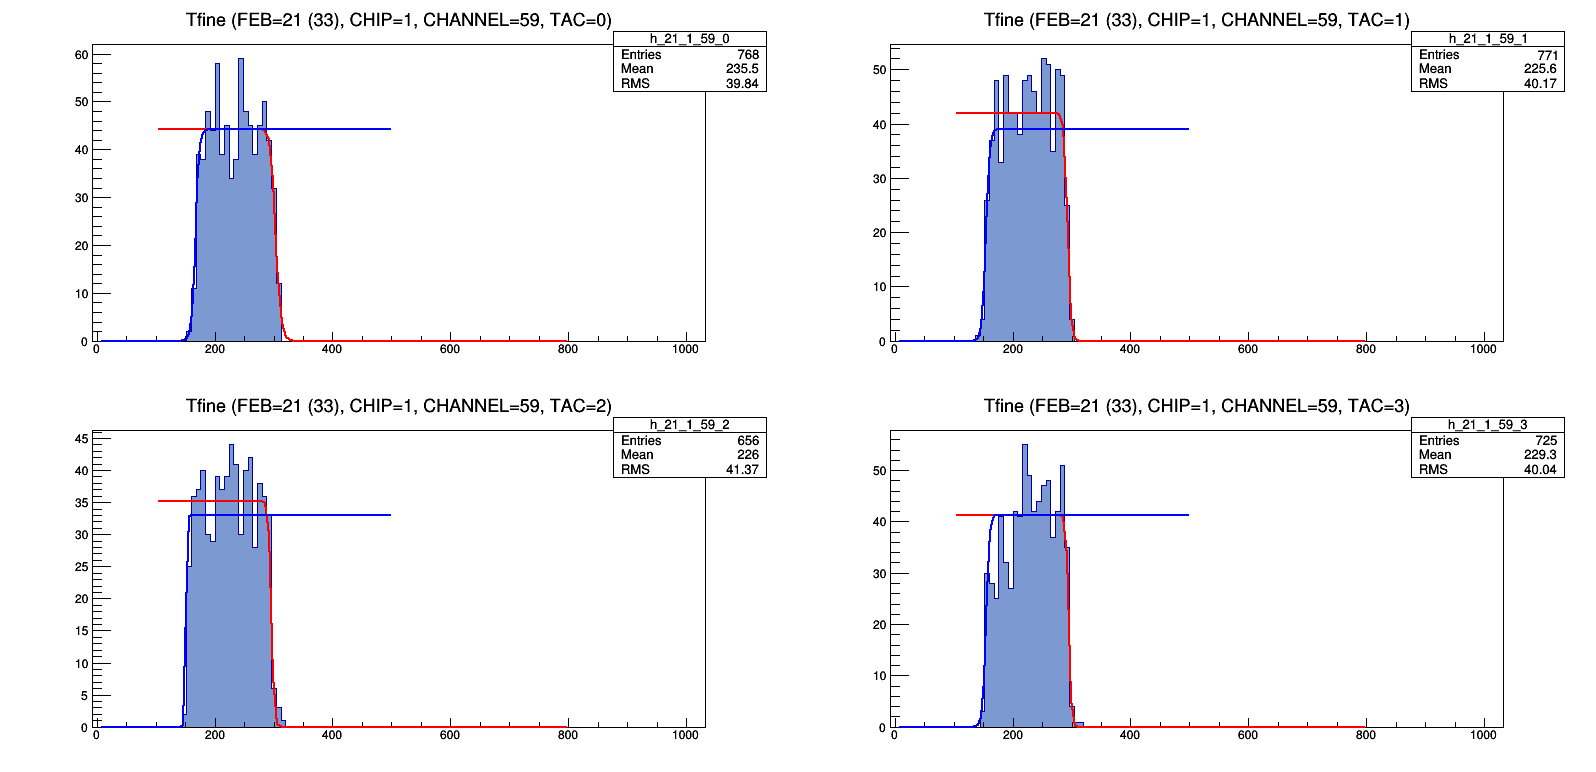 Tfine (FEB=21 (33), CHIP=1, CHANNEL=59, TAC=0)
h_21_1_59_0
Entries 768
Mean 235.5
RMS 39.84
60
50
40
30
20
10
0
0 200 400 600 800 1000
Tfine (FEB=21 (33), CHIP=1, CHANNEL=59, TAC=1)
h_21_1_59_1
Entries 771
Mean 225.6
RMS 40.17
50
40
30
20
10
0
0 200 400 600 800 1000
Tfine (FEB=21 (33), CHIP=1, CHANNEL=59, TAC=2)
h_21_1_59_2
Entries 656
Mean 226
RMS 41.37
45
40
35
30
25
20
15
10
5
0
0 200 400 600 800 1000
Tfine (FEB=21 (33), CHIP=1, CHANNEL=59, TAC=3)
h_21_1_59_3
Entries 725
Mean 229.3
RMS 40.04
50
40
30
20
10
0
0 200 400 600 800 1000